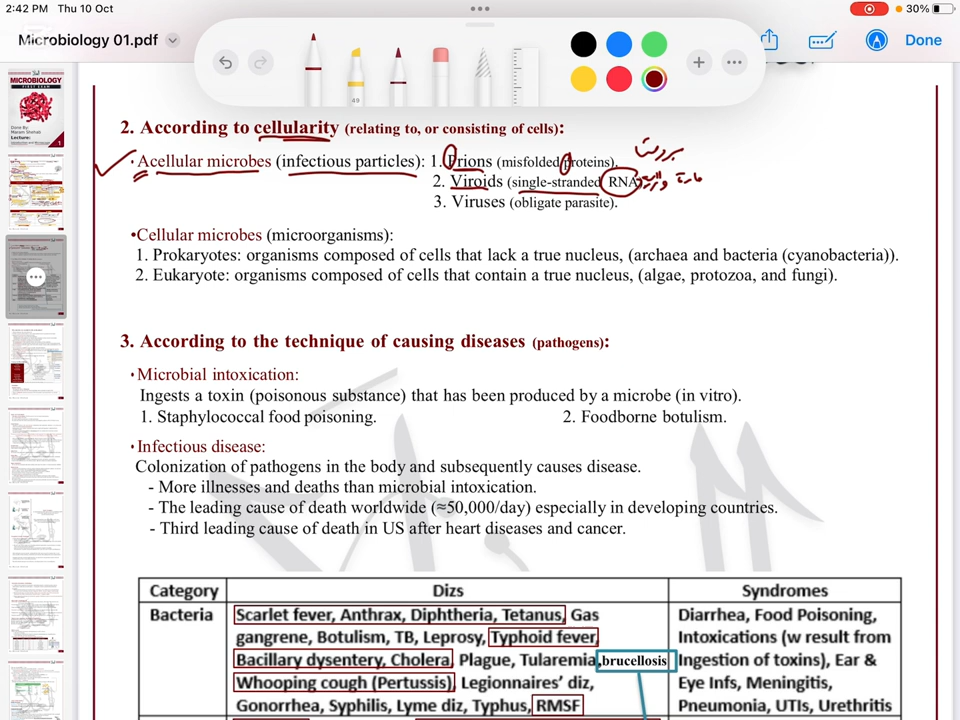 2:42 PM Thu 10 Oct
30%
Microbiology 01.pdf
Done
49
MICROBIOLOGY
FIRST EXAM
2. According to cellularity (relating to, or consisting of cells):
•Acellular microbes (infectious particles): 1. Prions (misfolded proteins).
بروتين
2. Viroids (single-stranded RNA).
3. Viruses (obligate parasite).
•Cellular microbes (microorganisms):
1. Prokaryotes: organisms composed of cells that lack a true nucleus, (archaea and bacteria (cyanobacteria)).
2. Eukaryote: organisms composed of cells that contain a true nucleus, (algae, protozoa, and fungi).
3. According to the technique of causing diseases (pathogens):
•Microbial intoxication:
Ingests a toxin (poisonous substance) that has been produced by a microbe (in vitro).
1. Staphylococcal food poisoning. 2. Foodborne botulism.
•Infectious disease:
Colonization of pathogens in the body and subsequently causes disease.
- More illnesses and deaths than microbial intoxication.
- The leading cause of death worldwide (≈50,000/day) especially in developing countries.
- Third leading cause of death in US after heart diseases and cancer.
Category Dizs Syndromes
Bacteria Scarlet fever, Anthrax, Diphtheria, Tetanus, Gas Diarrhea, Food Poisoning,
gangrene, Botulism, TB, Leprosy, Typhoid fever, Intoxications (w result from
Bacillary dysentery, Cholera, Plague, Tularemia,brucellosis Ingestion of toxins), Ear &
Whooping cough (Pertussis), Legionnaires’ diz, Eye Infs, Meningitis,
Gonorrhea, Syphilis, Lyme diz, Typhus, RMSF Pneumonia, UTIs, Urethritis